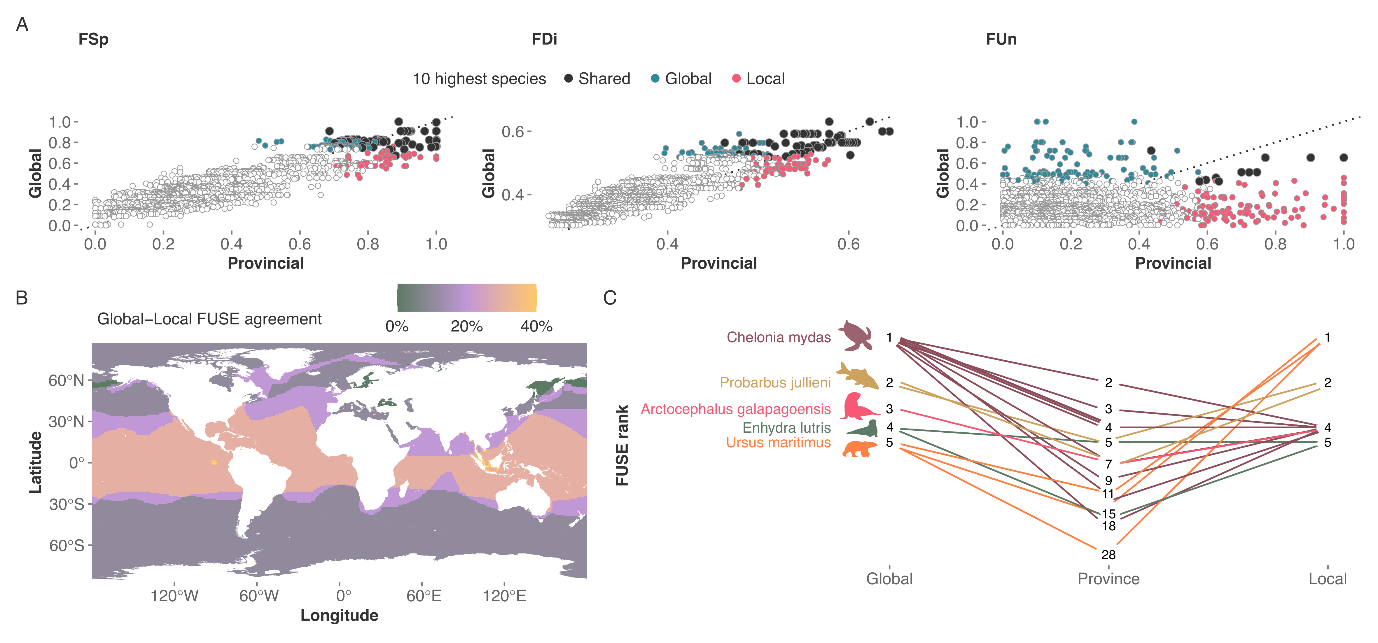 A
FSp
FDi
FUn
10 highest species
Shared
Global
Local
Global
1.0
0.8
0.6
0.4
0.2
0.0
0.0
0.2
0.4
0.6
0.8
1.0
Provincial
Global
0.6
0.4
0.4
0.6
Provincial
Global
1.0
0.8
0.6
0.4
0.2
0.0
0.0
0.2
0.4
0.6
0.8
1.0
Provincial
B
Global–Local FUSE agreement
0%
20%
40%
Latitude
60°N
30°N
0°
30°S
60°S
120°W
60°W
0°
60°E
120°E
Longitude
C
FUSE rank
Chelonia mydas
Probarbus jullieni
Arctocephalus galapagoensis
Enhydra lutris
Ursus maritimus
1
2
3
4
5
2
3
4
5
7
9
11
15
18
28
1
2
4
5
Global
Province
Local